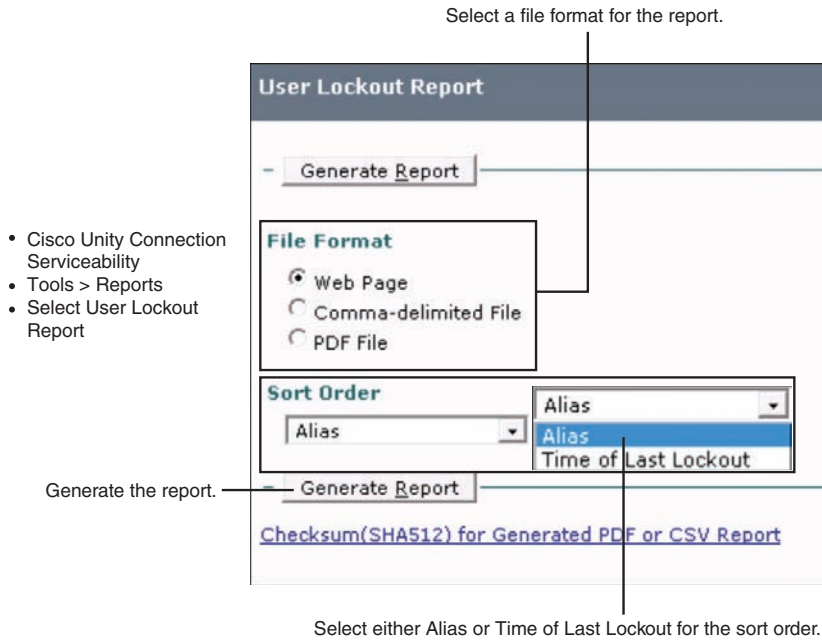 Select a file format for the report.
User Lockout Report
Generate Report
• Cisco Unity Connection
Serviceability
• Tools > Reports
• Select User Lockout
Report
File Format
Web Page
Comma-delimited File
PDF File
Sort Order
Alias
Alias
Alias
Time of Last Lockout
Generate the report.
Generate Report
Checksum(SHA512) for Generated PDF or CSV Report
Select either Alias or Time of Last Lockout for the sort order.